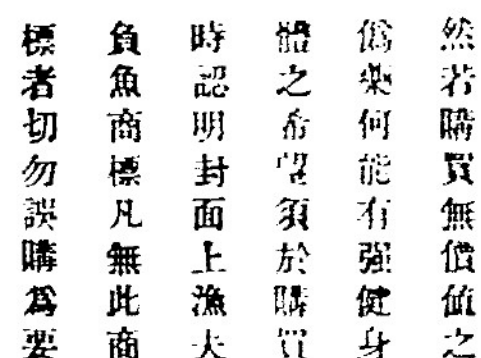 然若購買無價值之
僞藥何能有強健身
體之希望須於購買
時認明封面上漁夫
負魚商標凡無此商
標者切勿誤購為要